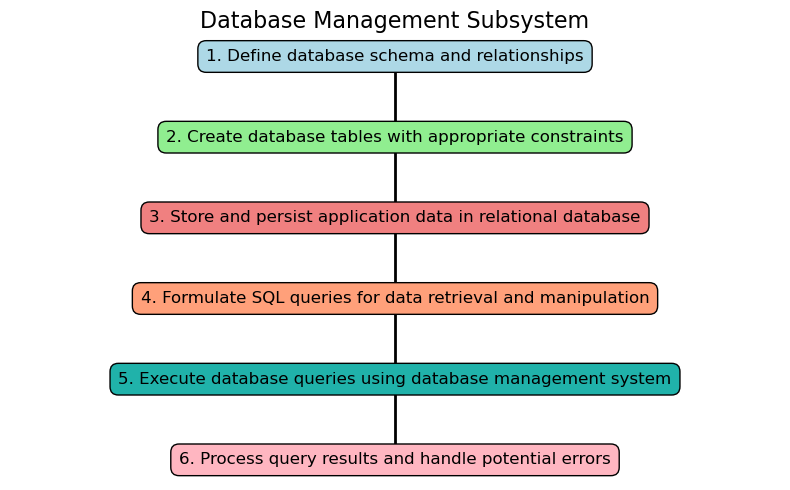 Database Management Subsystem
1. Define database schema and relationships
2. Create database tables with appropriate constraints
3. Store and persist application data in relational database
4. Formulate SQL queries for data retrieval and manipulation
5. Execute database queries using database management system
6. Process query results and handle potential errors